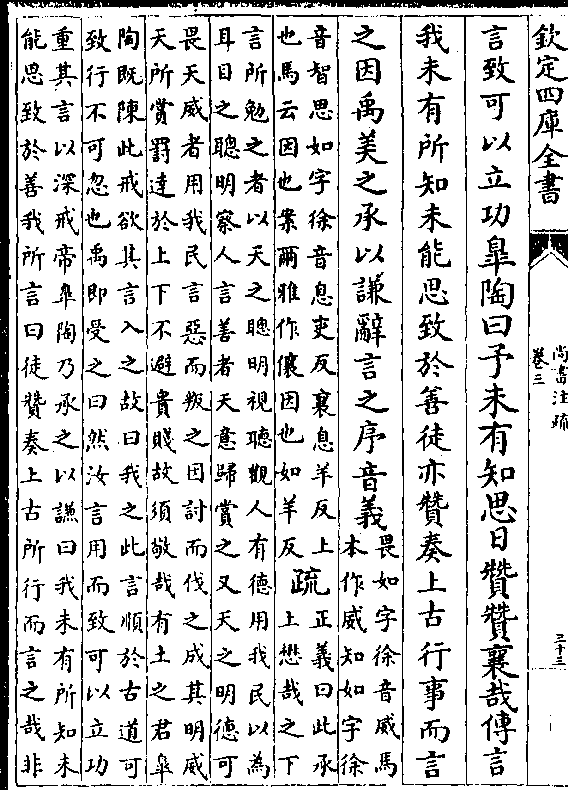 欽定四庫全書
尚書注疏
卷三
三十三
言致可以立功臯陶曰予未有知思日贊贊襄哉傳言
我未有所知未能思致於善徒亦贊奏上古行事而言
之因禹美之承以謙辭言之序音義
畏如字徐音威馬
本作威知如字徐
音智思如字徐音息吏反襄息羊反上
也馬云因也案爾雅作儴因也如羊反
疏
正義曰此承
上懋哉之下
言所勉之者以天之聰明視聽觀人有德用我民以為
耳目之聰明察人言善者天意歸賞之又天之明德可
畏天威者用我民言惡而叛之因討而伐之成其明威
天所賞罰達於上下不避貴賤故須敬哉有土之君臯
陶既陳此戒欲其言入之故曰我之此言順於古道可
致行不可忽也禹即受之曰然汝言用而致可以立功
重其言以深戒帝臯陶乃承之以謙曰我未有所知未
能思致於善我所言曰徒贊奏上古所行而言之哉非